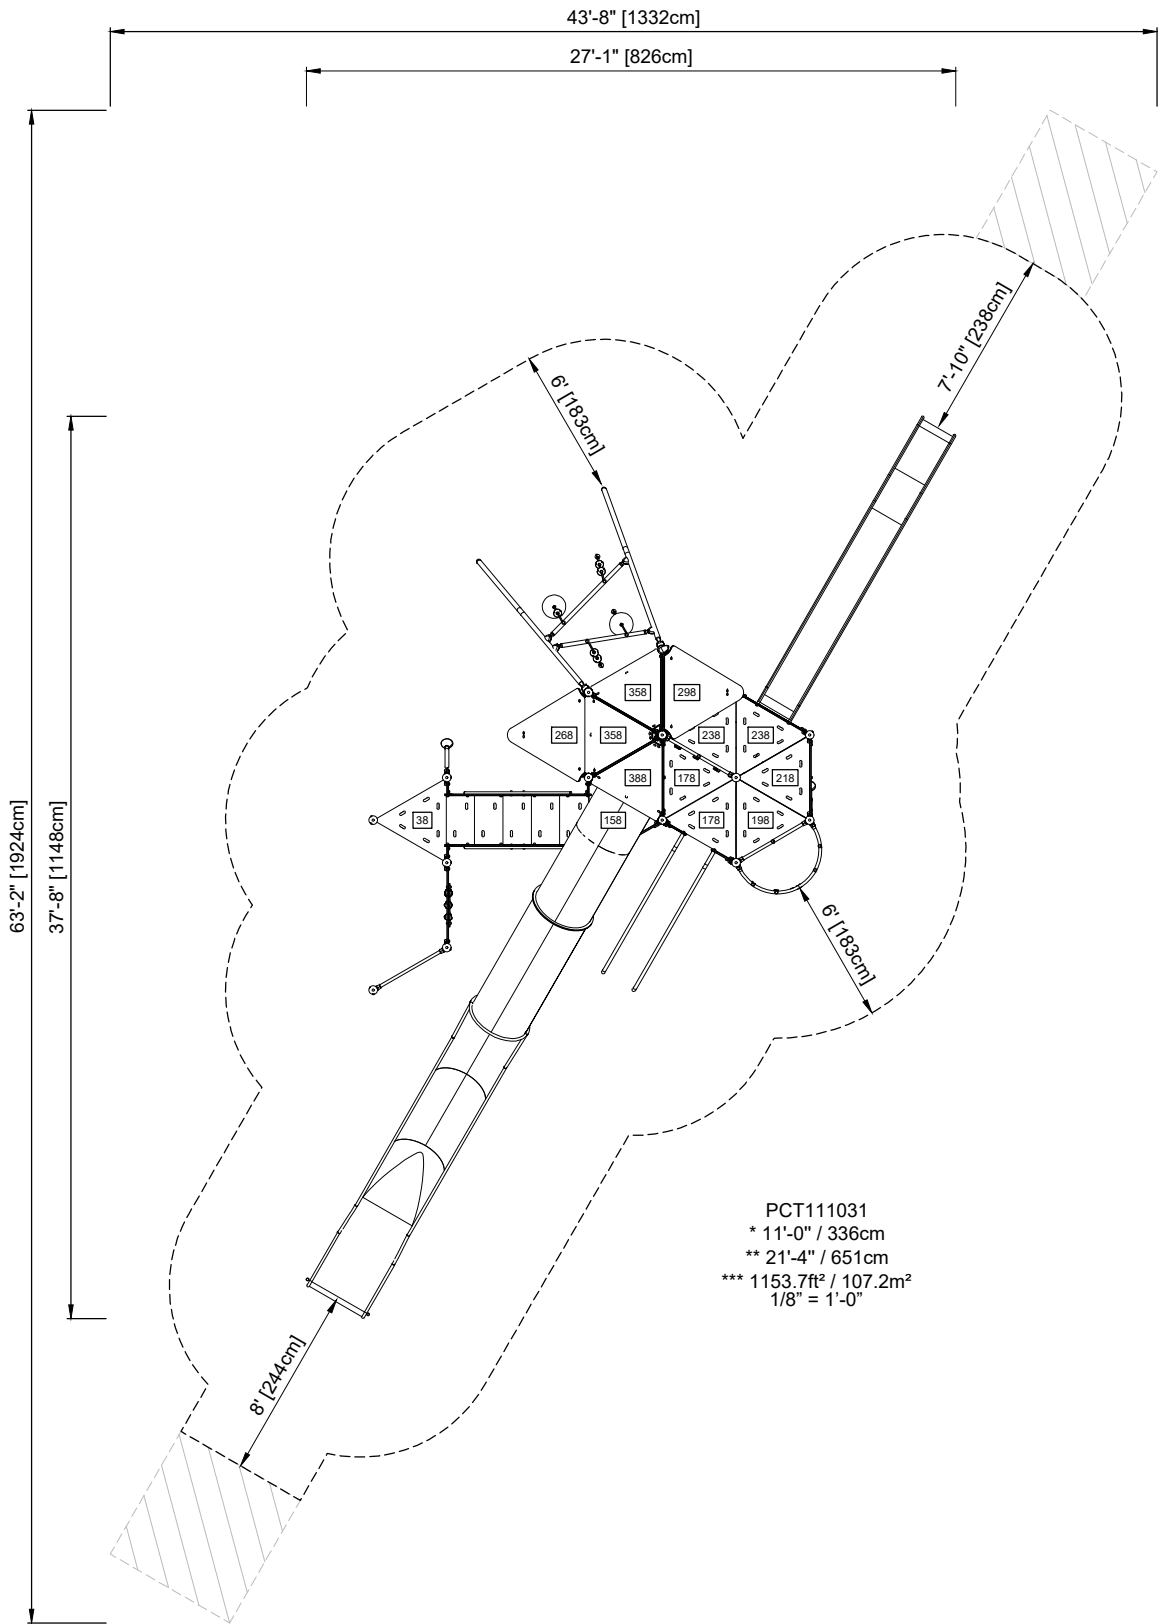 43'-8" [1332cm]
27'-1" [826cm]
63'-2" [1924cm]
37'-8" [1148cm]
7'-10" [238cm]
6' [183cm]
358
298
268
358
238
238
388
178
218
38
158
178
198
6' [183cm]
8' [244cm]
PCT111031
* 11'-0" / 336cm
** 21'-4" / 651cm
*** 1153.7ft² / 107.2m²
1/8” = 1’-0”